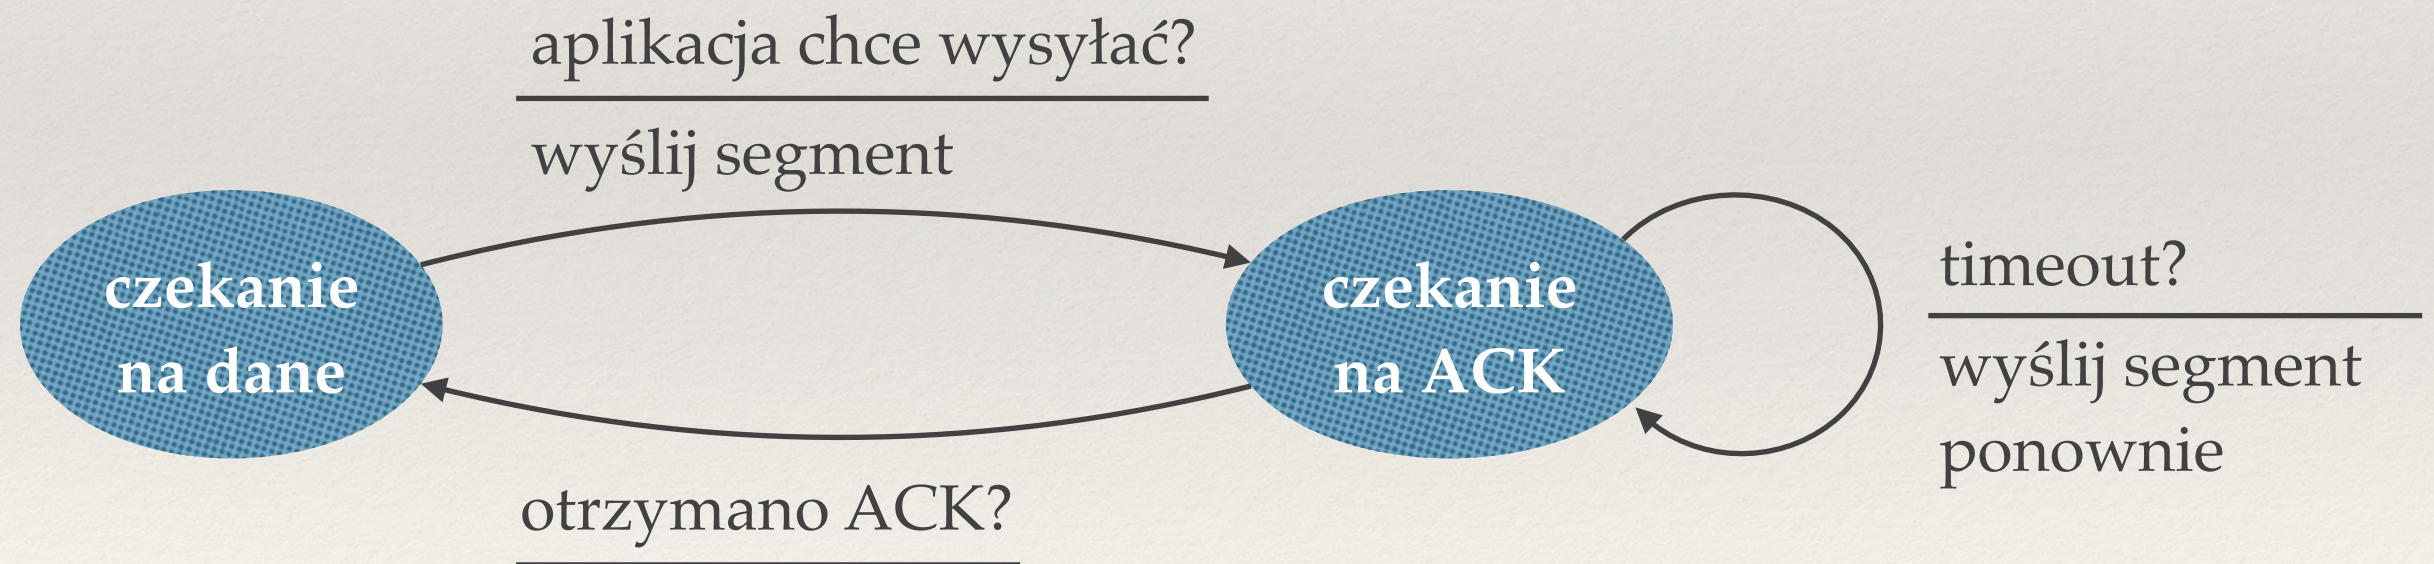 aplikacja chce wysyłać?
wyślij segment
czekanie
na dane
czekanie
na ACK
timeout?
wyślij segment
ponownie
otrzymano ACK?